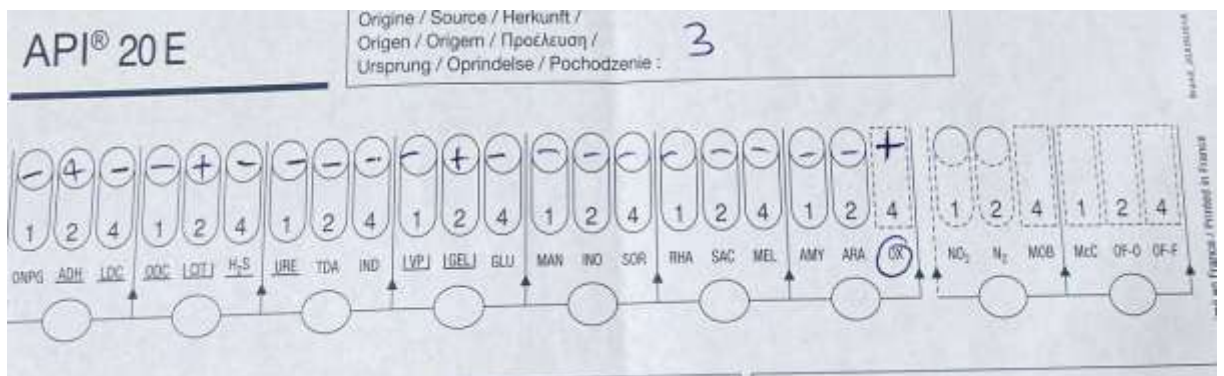 API® 20 E
Origine / Source / Herkunft /
Origen / Origem / Προέλευση /
Ursprung / Oprindelse / Pochodzenie :
3
- + - - + - - - - - + - - - - - - - - - +
1 2 4 1 2 4 1 2 4 1 2 4 1 2 4 1 2 4 1 2 4 1 2 4 1 2 4
ONPG ADH LDC ODC CIT H2S URE TDA IND VP GEL GLU MAN INO SOR RHA SAC MEL AMY ARA OX NO2 N2 MOB McC OF-O OF-F
Printed in France